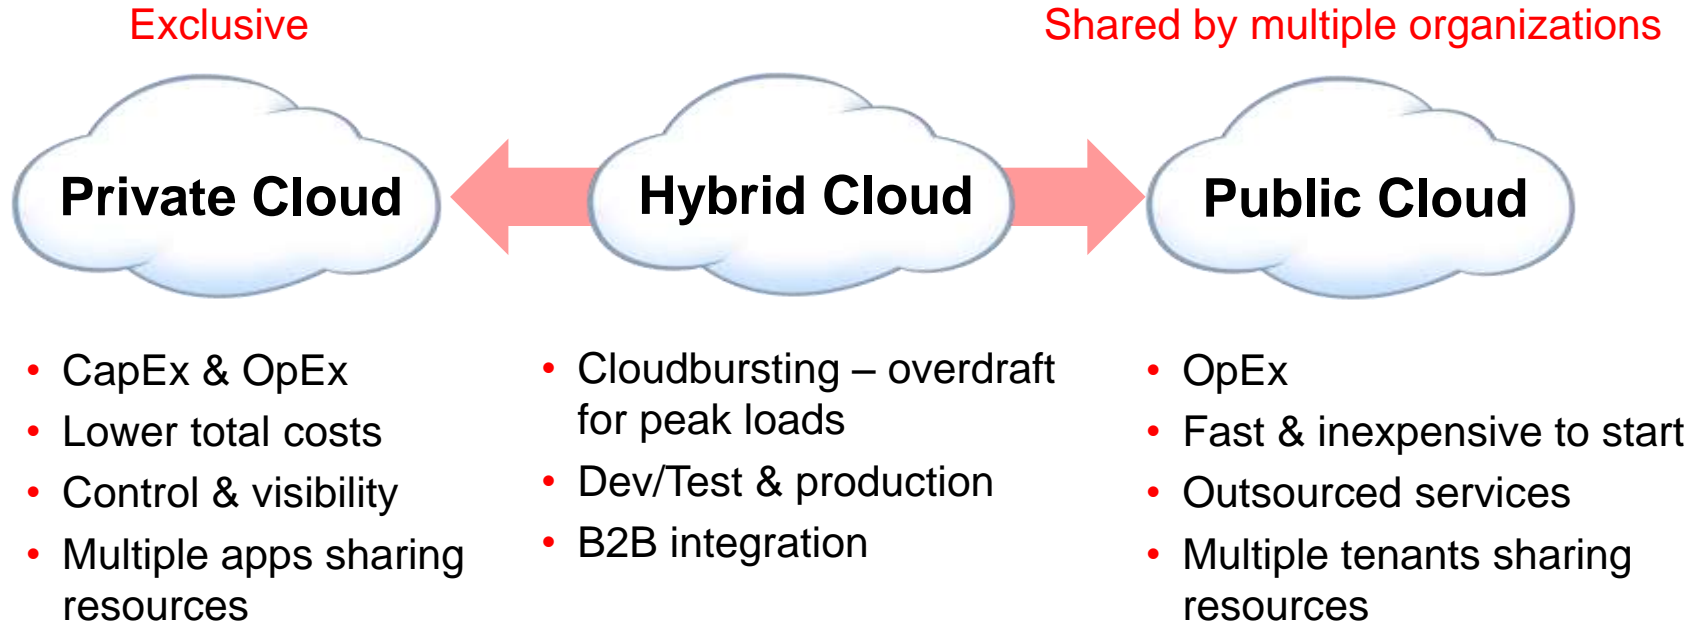 Exclusive
Shared by multiple organizations
Private Cloud
Hybrid Cloud
Public Cloud
• CapEx & OpEx
• Lower total costs
• Control & visibility
• Multiple apps sharing
resources
• Cloudbursting – overdraft
for peak loads
• Dev/Test & production
• B2B integration
• OpEx
• Fast & inexpensive to start
• Outsourced services
• Multiple tenants sharing
resources